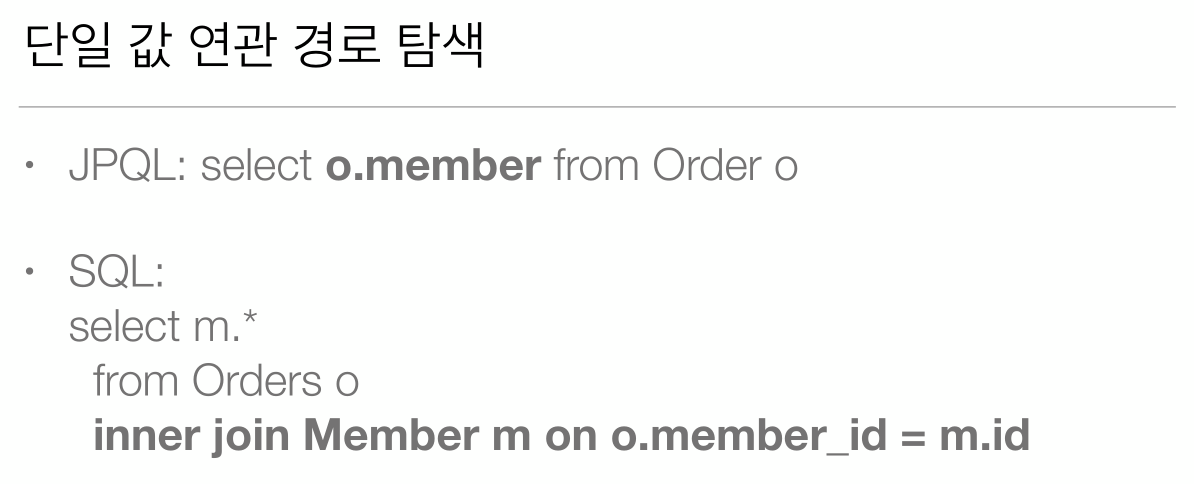 단일 값 연관 경로 탐색
• JPQL: select o.member from Order o
• SQL:
select m.*
from Orders o
inner join Member m on o.member_id = m.id